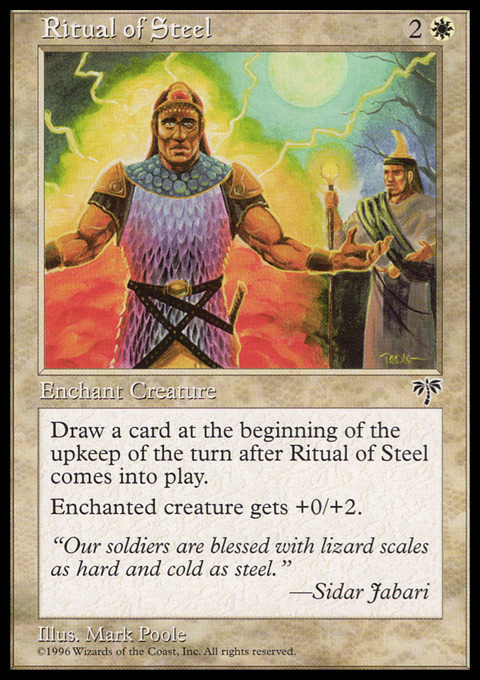 Ritual of Steel 2
POOLE
Enchant Creature
Draw a card at the beginning of the
upkeep of the turn after Ritual of Steel
comes into play.
Enchanted creature gets +0/+2.
“Our soldiers are blessed with lizard scales
as hard and cold as steel.”
—Sidar Jabari
Illus. Mark Poole
©1996 Wizards of the Coast, Inc. All rights reserved.